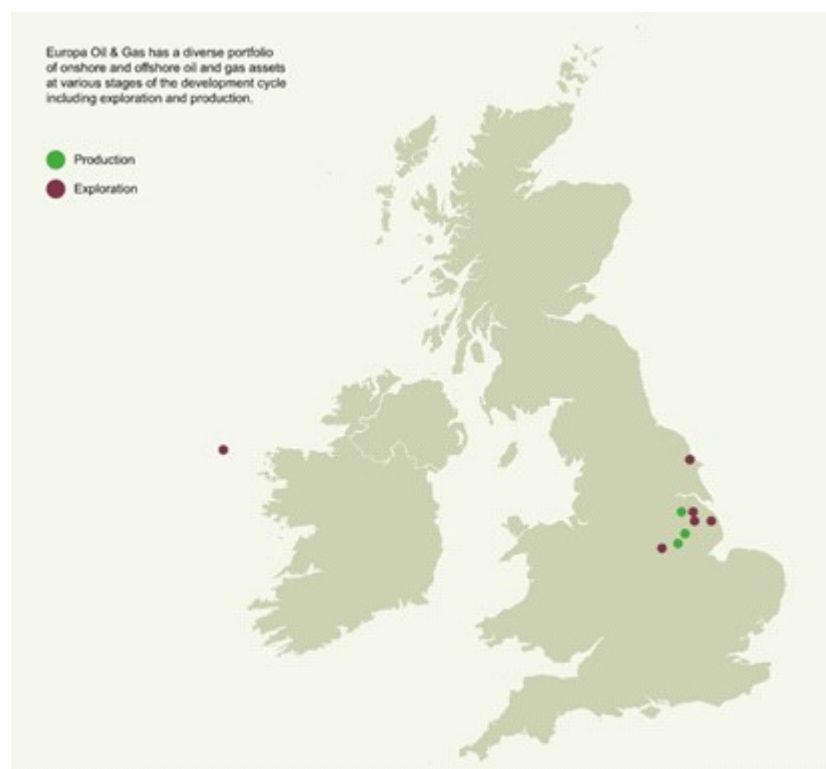 Europa Oil & Gas has a diverse portfolio
of onshore and offshore oil and gas assets
at various stages of the development cycle
including exploration and production.
Production
Exploration